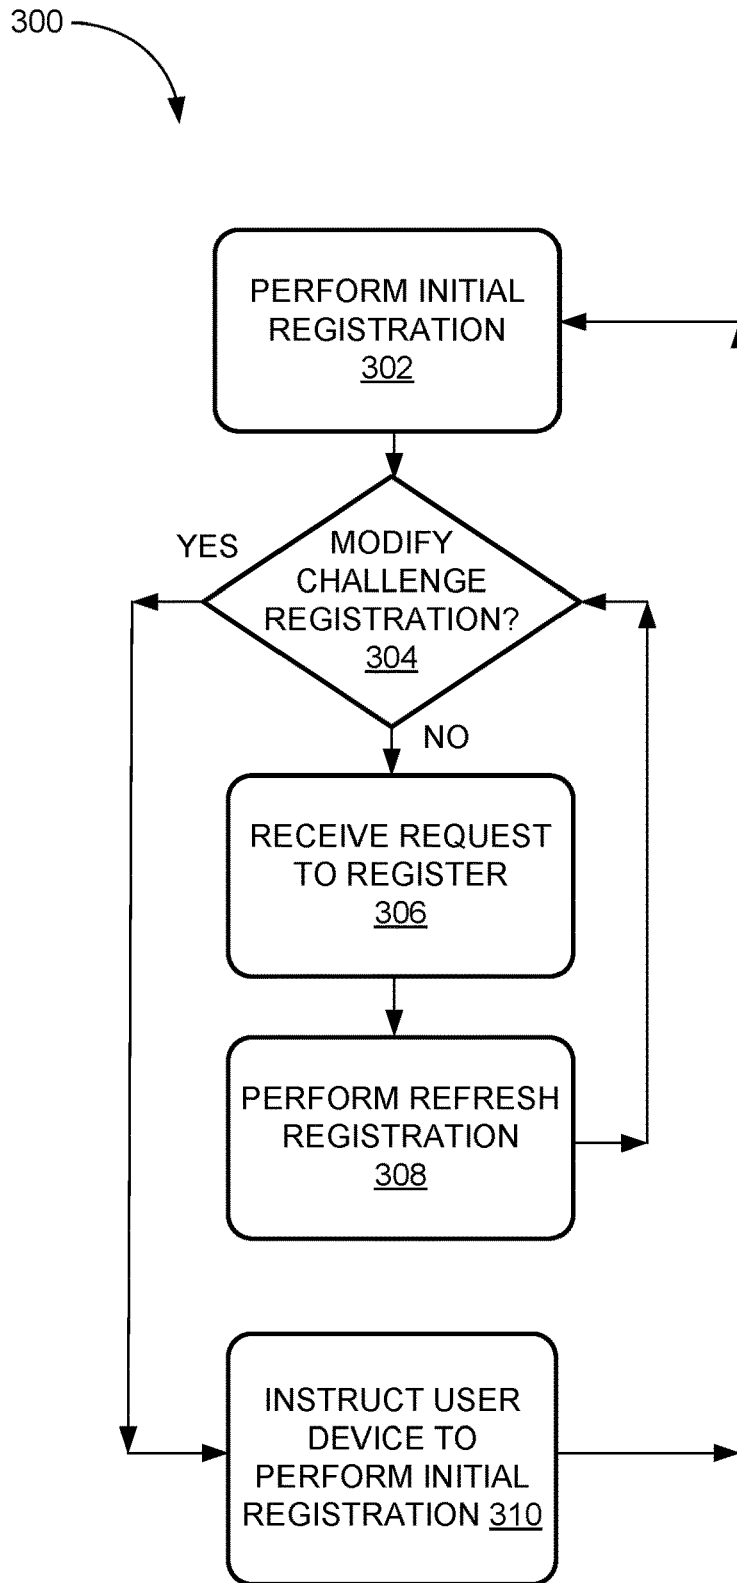 300
PERFORM INITIAL
REGISTRATION
302
YES
MODIFY
CHALLENGE
REGISTRATION?
304
NO
RECEIVE REQUEST
TO REGISTER
306
PERFORM REFRESH
REGISTRATION
308
INSTRUCT USER
DEVICE TO
PERFORM INITIAL
REGISTRATION 310